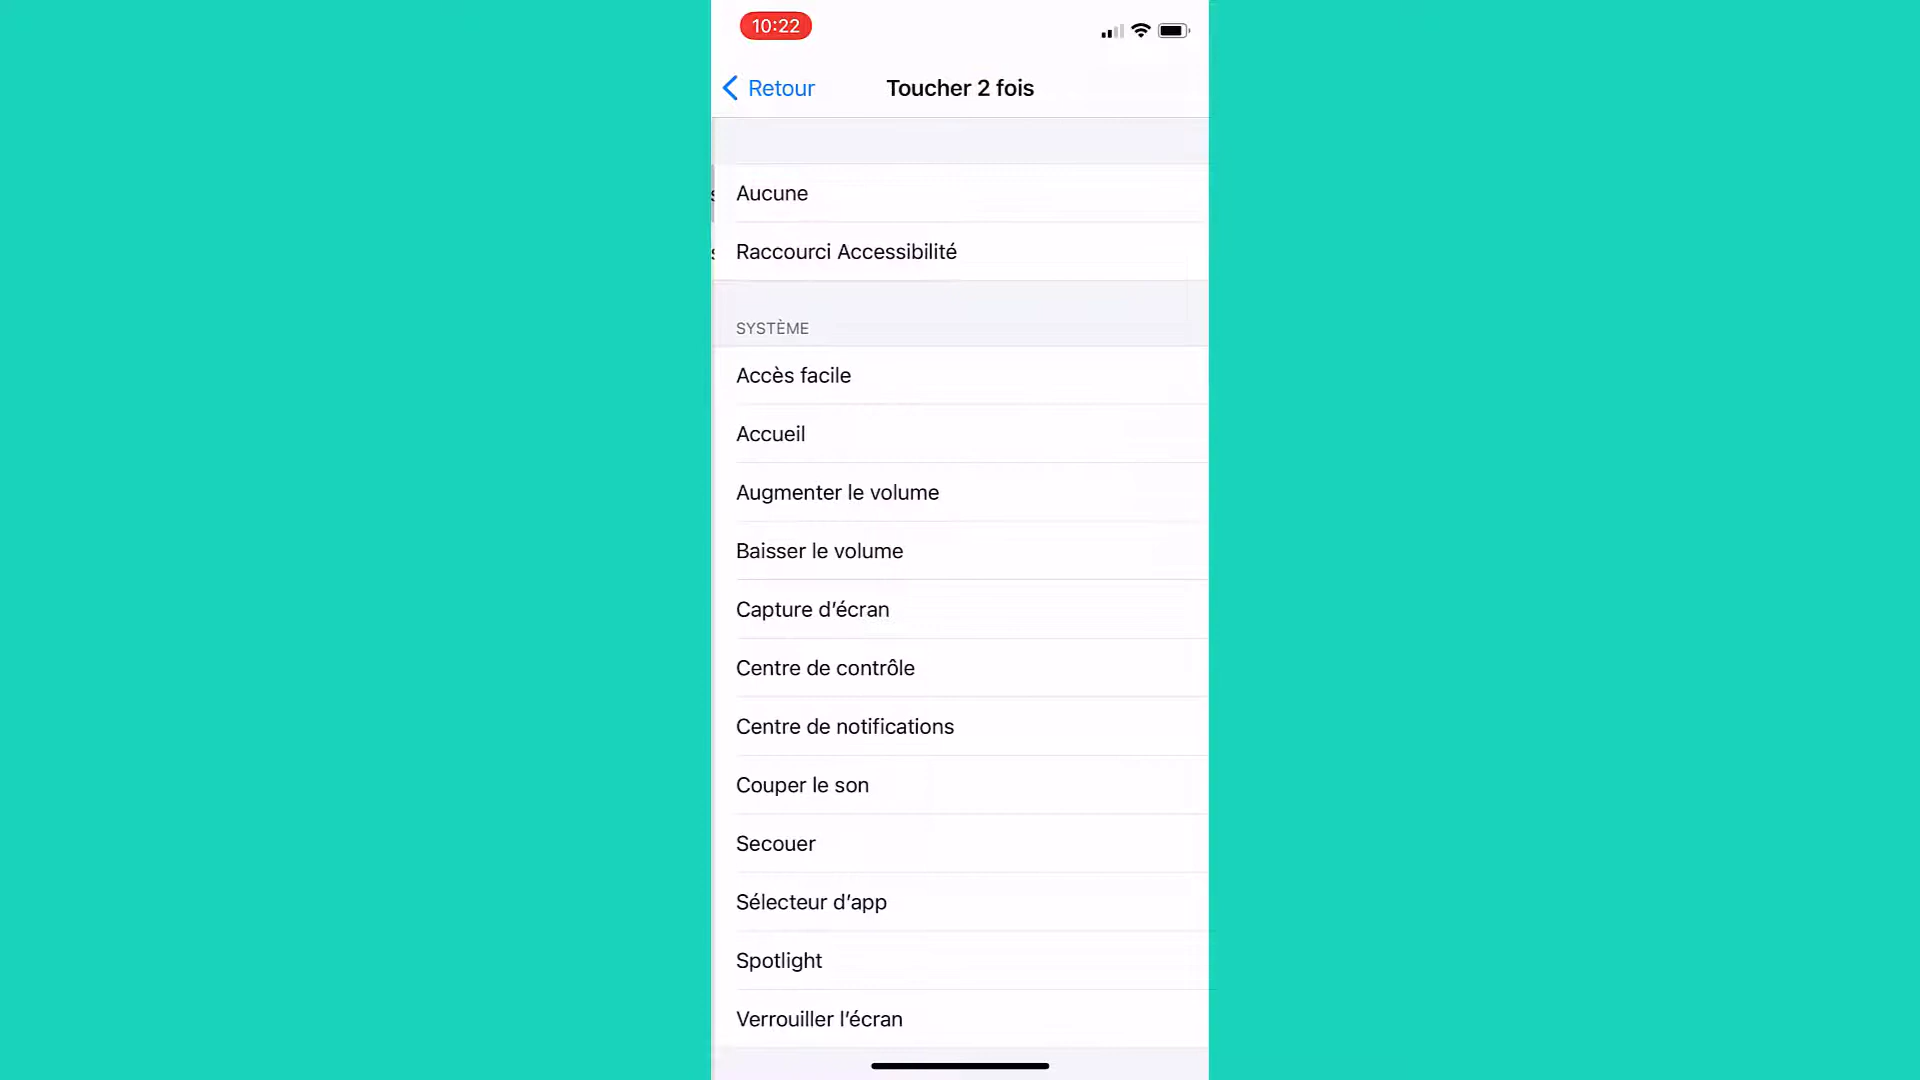 10:22
Retour
Toucher 2 fois
Aucune
Raccourci Accessibilité
SYSTÈME
Accès facile
Accueil
Augmenter le volume
Baisser le volume
Capture d’écran
Centre de contrôle
Centre de notifications
Couper le son
Secouer
Sélecteur d’app
Spotlight
Verrouiller l’écran